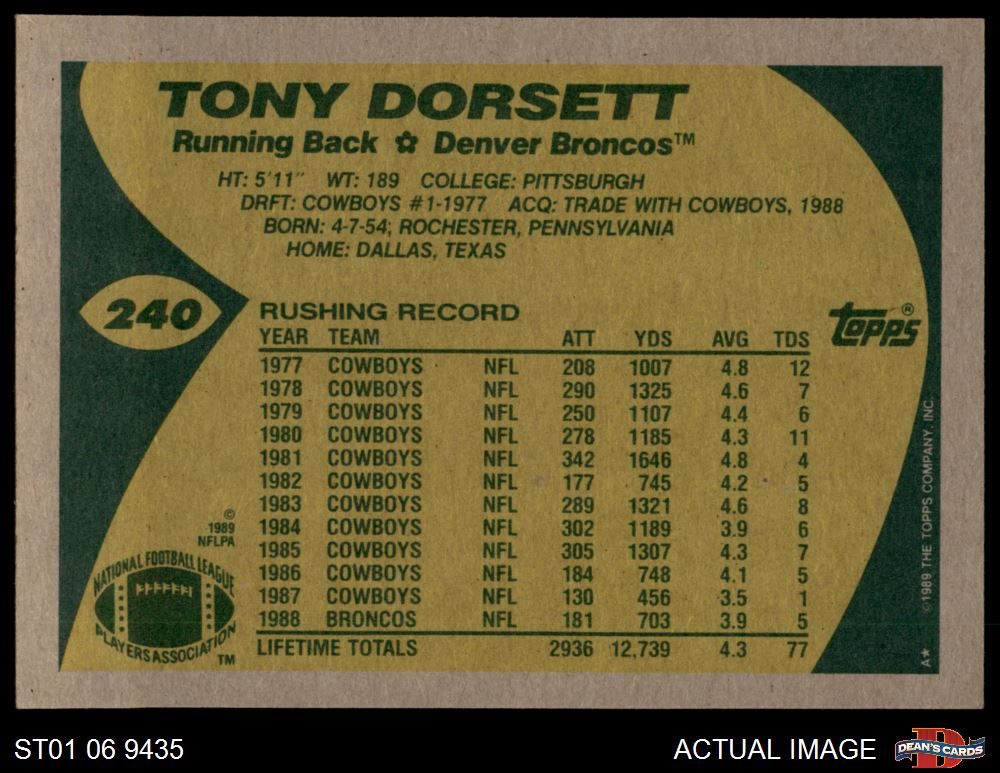 TONY DORSETT
Running Back ✩ Denver Broncos™
HT: 5'11" WT: 189 COLLEGE: PITTSBURGH
DRFT: COWBOYS #1-1977 ACQ: TRADE WITH COWBOYS, 1988
BORN: 4-7-54; ROCHESTER, PENNSYLVANIA
HOME: DALLAS, TEXAS
240
RUSHING RECORD
topps®
YEAR TEAM ATT YDS AVG TDS
1977 COWBOYS NFL 208 1007 4.8 12
1978 COWBOYS NFL 290 1325 4.6 7
1979 COWBOYS NFL 250 1107 4.4 6
1980 COWBOYS NFL 278 1185 4.3 11
1981 COWBOYS NFL 342 1646 4.8 4
1982 COWBOYS NFL 177 745 4.2 5
1983 COWBOYS NFL 289 1321 4.6 8
1984 COWBOYS NFL 302 1189 3.9 6
1985 COWBOYS NFL 305 1307 4.3 7
1986 COWBOYS NFL 184 748 4.1 5
1987 COWBOYS NFL 130 456 3.5 1
1988 BRONCOS NFL 181 703 3.9 5
LIFETIME TOTALS 2936 12,739 4.3 77
©
1989
NFLPA
NATIONAL FOOTBALL LEAGUE
PLAYERS ASSOCIATION
™
©1989 THE TOPPS COMPANY, INC.
A★
ST01 06 9435
ACTUAL IMAGE
D
DEAN'S CARDS